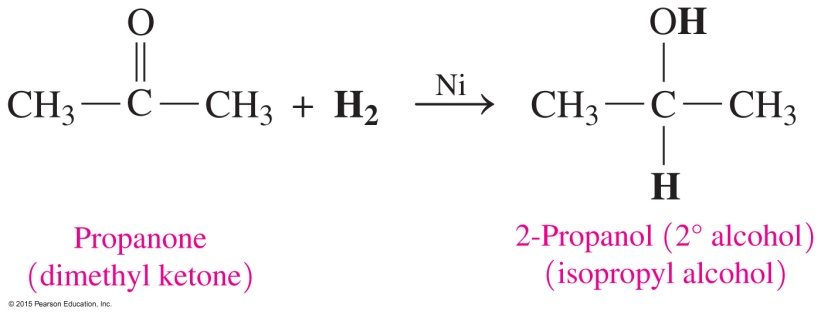 O OH
CH₃—C—CH₃ + H₂ Ni CH₃—C—CH₃
H
Propanone 2-Propanol (2° alcohol)
(dimethyl ketone) (isopropyl alcohol)
© 2015 Pearson Education, Inc.